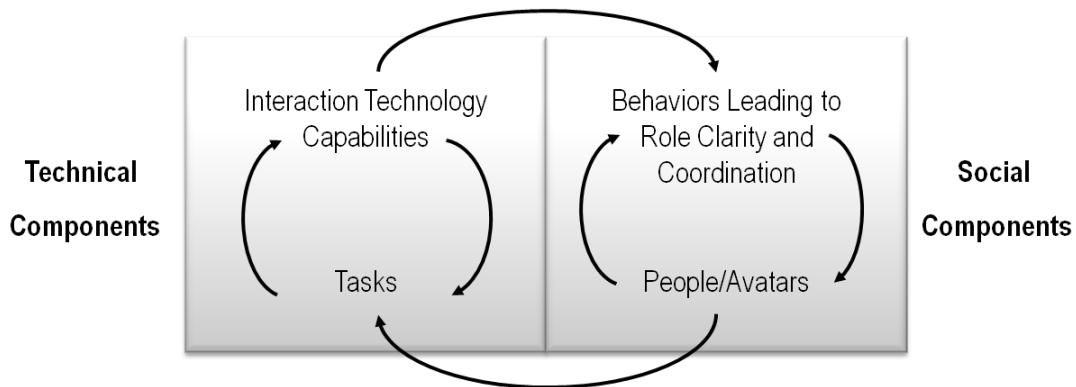 Technical
Components
Interaction Technology
Capabilities
Tasks
Behaviors Leading to
Role Clarity and
Coordination
People/Avatars
Social
Components